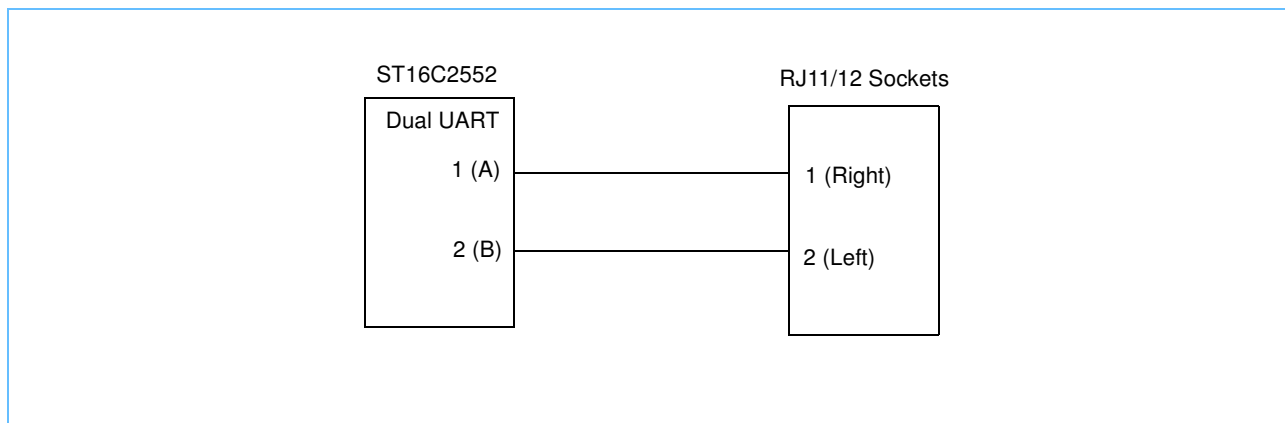 ST16C2552
RJ11/12 Sockets
Dual UART
1 (A)
1 (Right)
2 (B)
2 (Left)